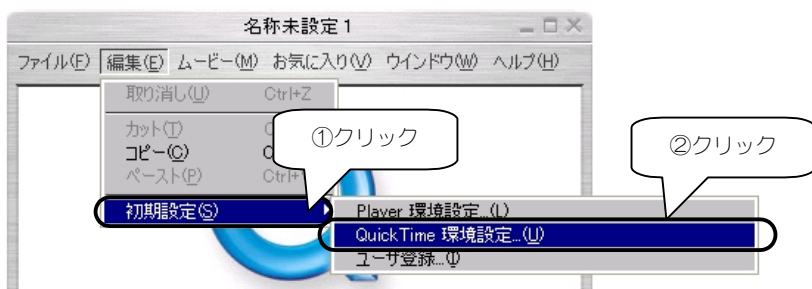 名称未設定1
ファイル(F) 編集(E) ムービー(M) お気に入り(V) ウインドウ(W) ヘルプ(H)
取り消し(U) Ctrl+Z
カット(T)
①クリック
コピー(C)
②クリック
ペースト(P) Ctrl+
初期設定(S)
Player 環境設定...(L)
QuickTime 環境設定...(U)
ユーザ登録...(I)